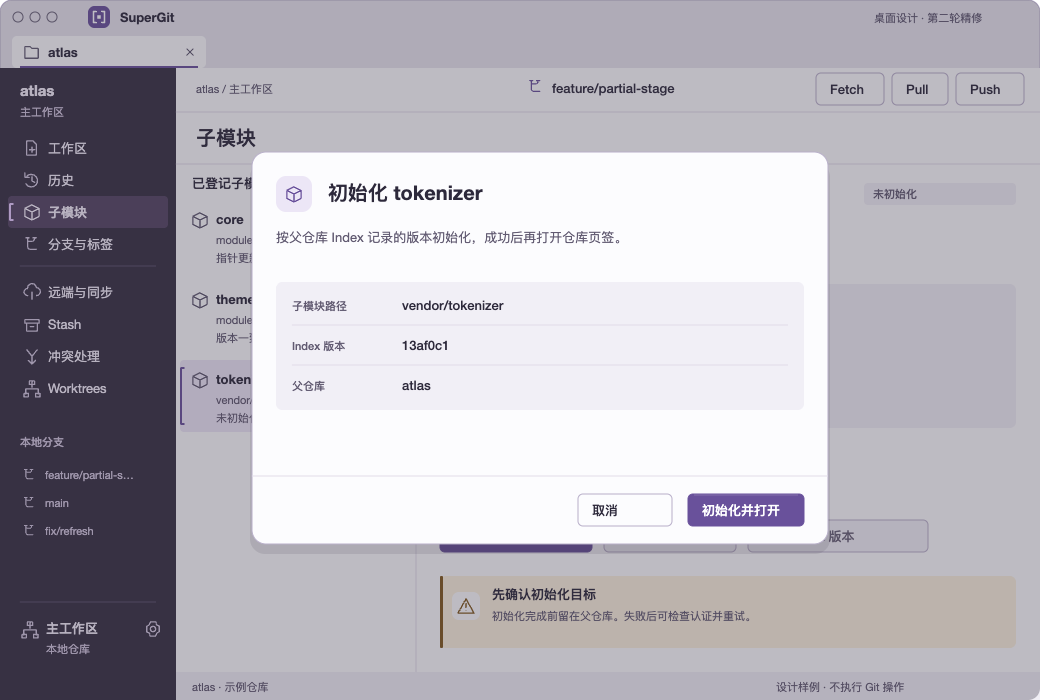 SuperGit
桌面设计 · 第二轮精修
atlas
atlas
主工作区
工作区
历史
子模块
分支与标签
远端与同步
Stash
冲突处理
Worktrees
本地分支
feature/partial-s...
main
fix/refresh
主工作区
本地仓库
atlas / 主工作区
feature/partial-stage
Fetch
Pull
Push
子模块
已登记子
core
module
指针更
theme
module
版本一
token
vendor/
未初始
未初始化
初始化 tokenizer
按父仓库 Index 记录的版本初始化，成功后再打开仓库页签。
子模块路径
vendor/tokenizer
Index 版本
13af0c1
父仓库
atlas
取消
初始化并打开
版本
先确认初始化目标
初始化完成前留在父仓库。失败后可检查认证并重试。
atlas · 示例仓库
设计样例 · 不执行 Git 操作